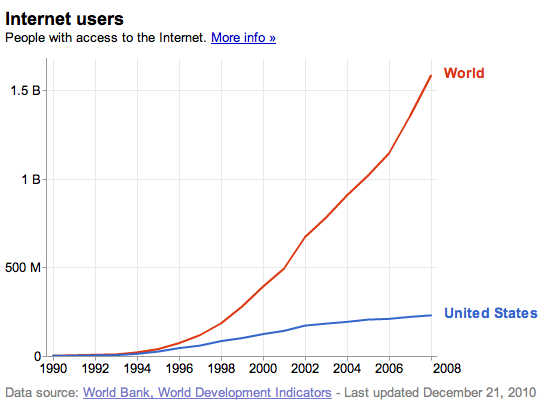 Internet users
People with access to the Internet. More info »
World
1.5 B
1 B
500 M
United States
0
1990 1992 1994 1996 1998 2000 2002 2004 2006 2008
Data source: World Bank, World Development Indicators - Last updated December 21, 2010